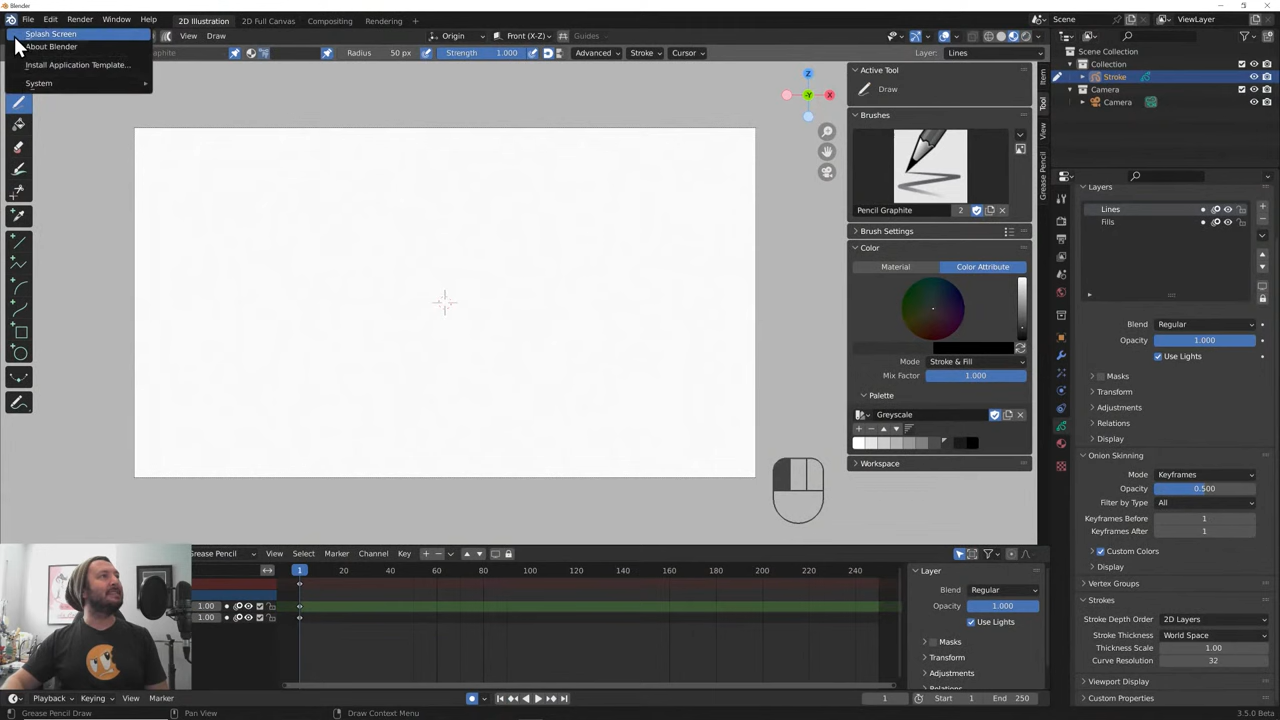 File Edit Render Window Help 2D Illustration 2D Full Canvas Compositing Rendering + Scene ViewLayer
Splash Screen
About Blender
Install Application Template...
System
View Draw Origin Front (X-Z) Guides
Radius 50 px Strength 1.000 Advanced Stroke Cursor Layer: Lines
Z
-Y X
Active Tool
Draw
Brushes
Pencil Graphite 2
Brush Settings
Color
Material Color Attribute
Mode Stroke & Fill
Mix Factor 1.000
Palette
Greyscale
Workspace
Item
Tool
View
Grease Pencil
Scene Collection
Collection
Stroke
Camera
Camera
Layers
Lines
Fills
Blend Regular
Opacity 1.000
Use Lights
Masks
Transform
Adjustments
Relations
Display
Onion Skinning
Mode Keyframes
Opacity 0.500
Filter by Type All
Keyframes Before 1
Keyframes After 1
Custom Colors
Display
Vertex Groups
Strokes
Stroke Depth Order 2D Layers
Stroke Thickness World Space
Thickness Scale 1.00
Curve Resolution 32
Viewport Display
Custom Properties
Grease Pencil View Select Marker Channel Key
1 20 40 60 80 100 120 140 160 180 200 220 240
1.00
1.00
Layer
Blend Regular
Opacity 1.000
Use Lights
Masks
Transform
Adjustments
Playback Keying View Marker 1 Start 1 End 250
Grease Pencil Draw Pan View Draw Context Menu 3.5.0 Beta